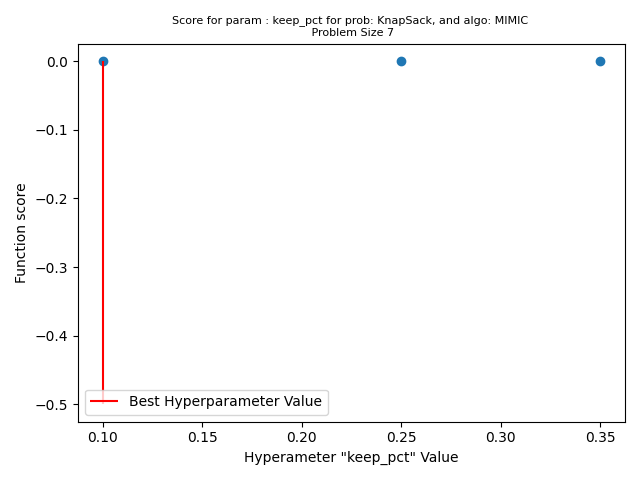 Score for param : keep_pct for prob: KnapSack, and algo: MIMIC
Problem Size 7
Function score
0.0
−0.1
−0.2
−0.3
−0.4
−0.5
Best Hyperparameter Value
0.10 0.15 0.20 0.25 0.30 0.35
Hyperameter "keep_pct" Value